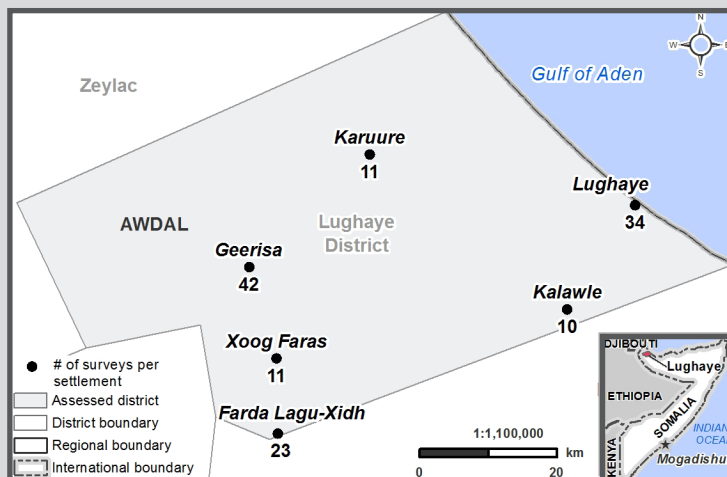 Zeylac
Gulf of Aden
N
W
E
S
Karuure
11
Lughaye
34
AWDAL
Lughaye
District
Geerisa
42
Kalawle
10
Xoog Faras
11
Farda Lagu-Xidh
23
# of surveys per
settlement
Assessed district
District boundary
Regional boundary
International boundary
1:1,100,000
km
0
20
DJIBOUTI
Lughaye
ETHIOPIA
SOMALIA
INDIAN
OCEA
KENYA
Mogadishu